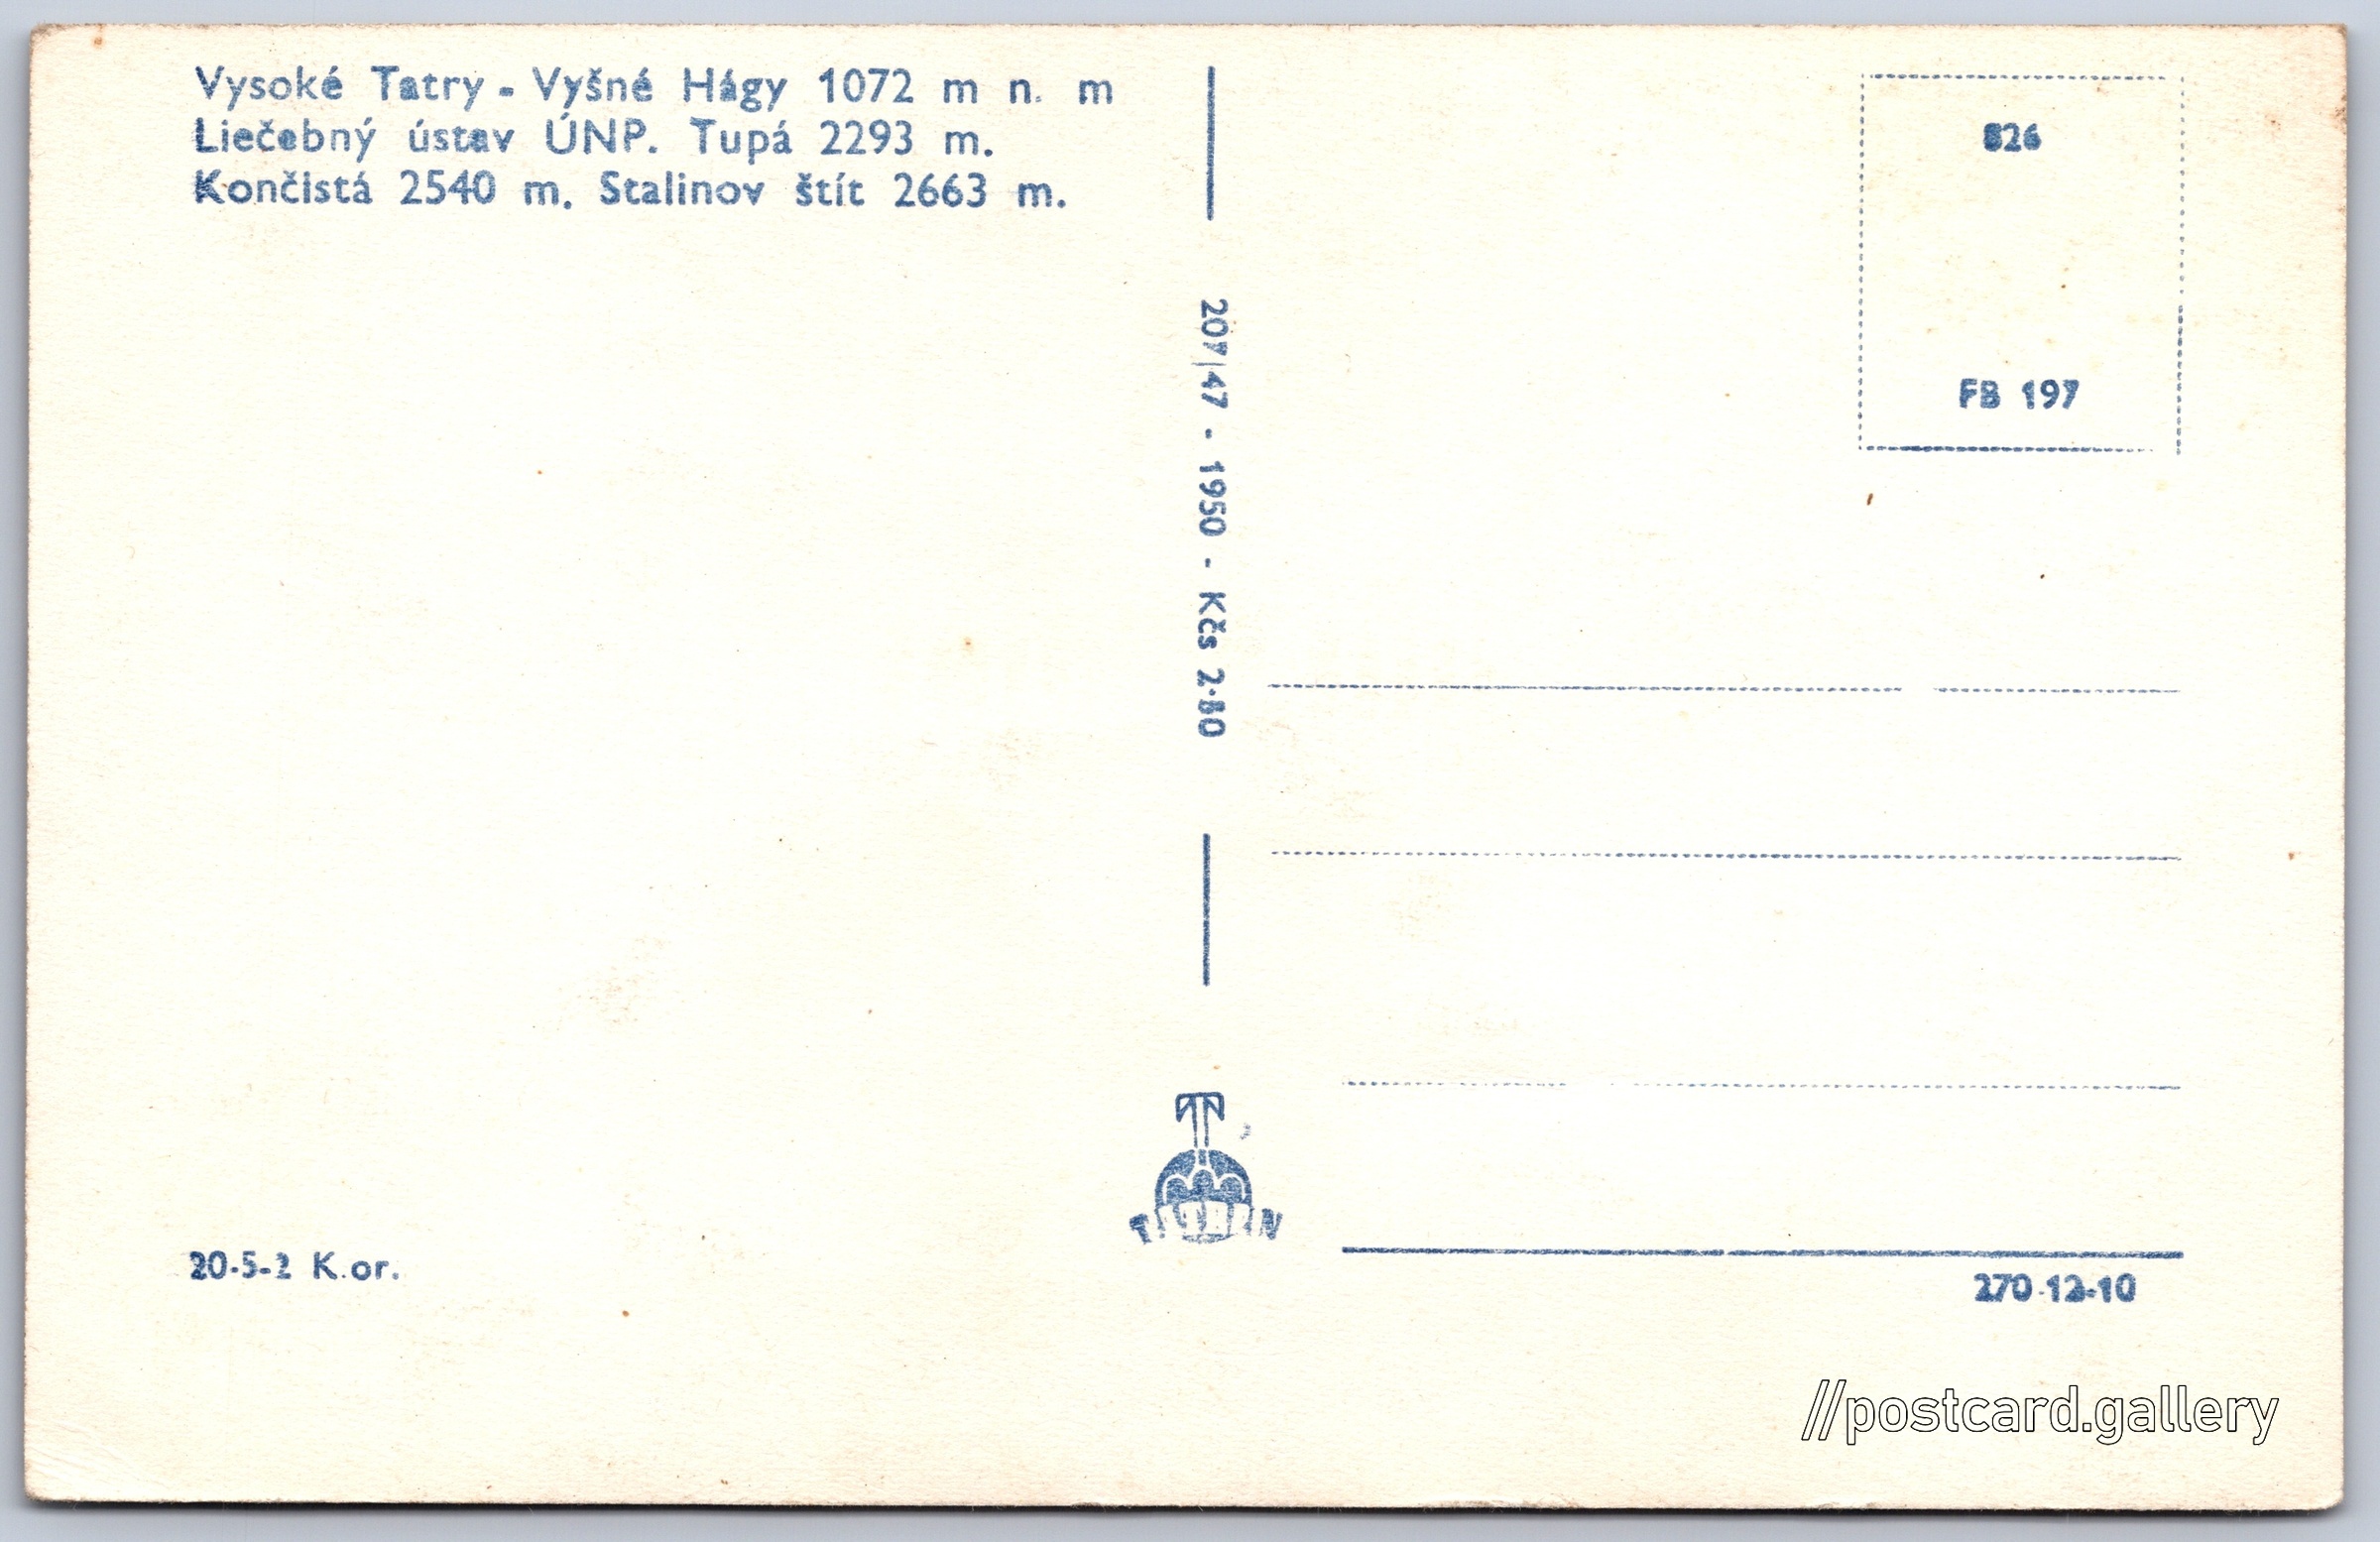 Vysoké Tatry - Vyšné Hágy 1072 m n. m
Liečebný ústav ÚNP. Tupá 2293 m.
Končistá 2540 m. Stalinov štít 2663 m.
826
FB 197
207/47 - 1950 - Kčs 2·80
TATRAN
20-5-2 K.or.
270-12-10
//postcard.gallery